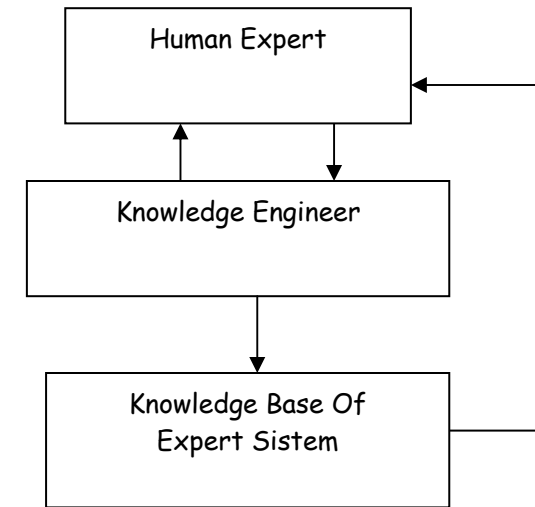 Human Expert
Knowledge Engineer
Knowledge Base Of
Expert Sistem